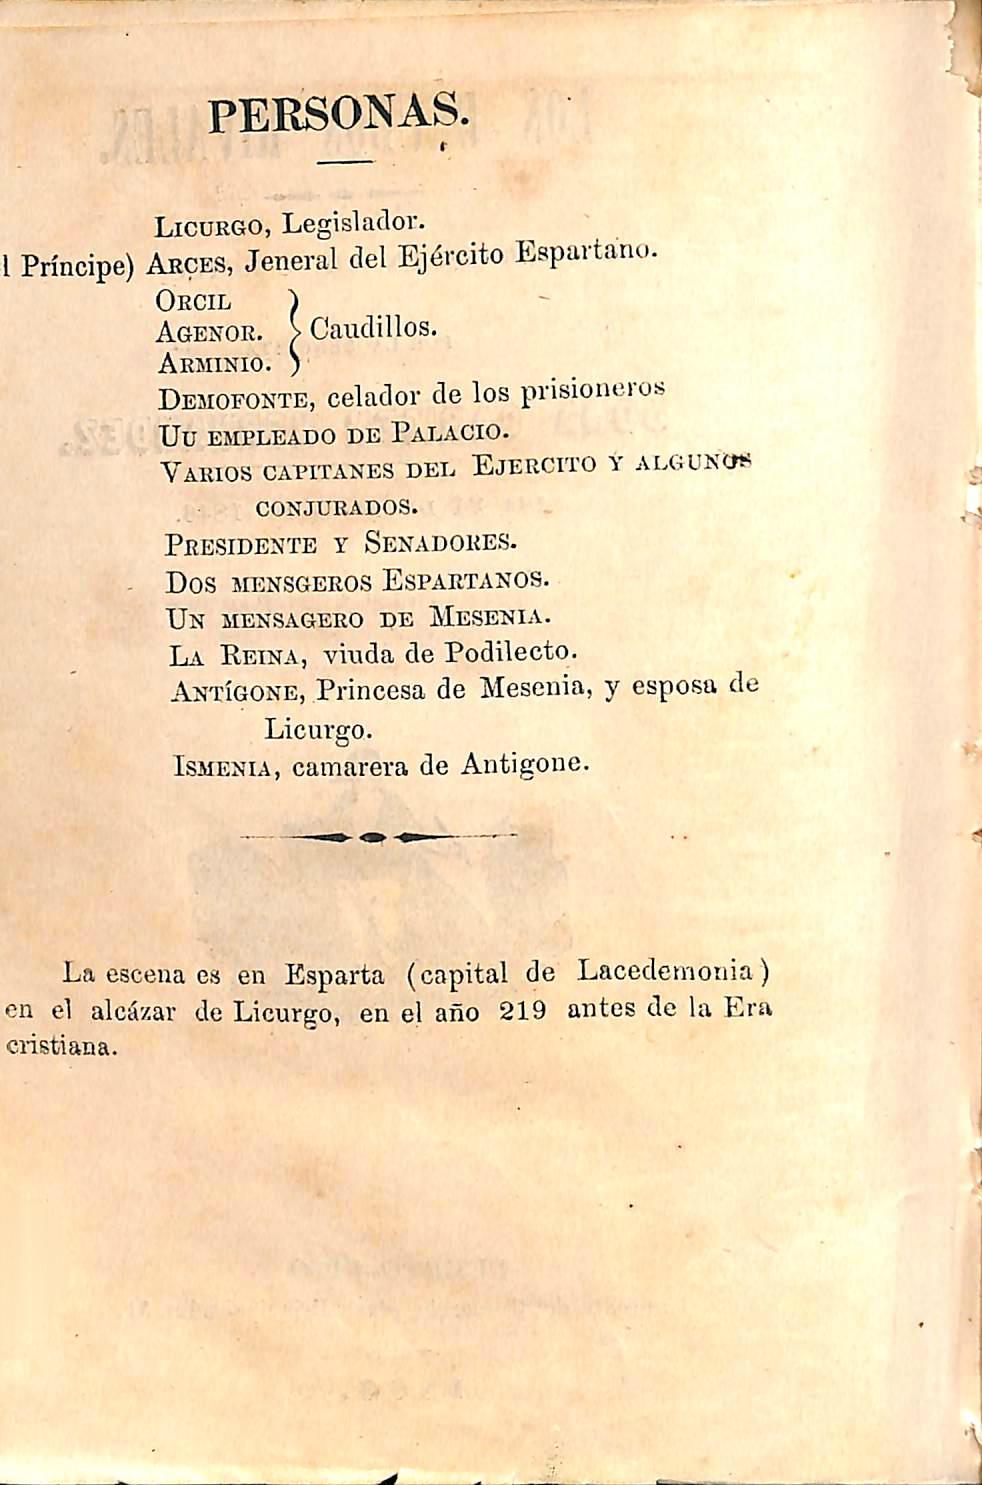 PERSONAS.
LICURGO, Legislador.
l Príncipe) ARCES, Jeneral del Ejército Espartano.
ORCIL
AGENOR. } Caudillos.
ARMINIO.
DEMOFONTE, celador de los prisioneros
UU EMPLEADO DE PALACIO.
VARIOS CAPITANES DEL EJERCITO Y ALGUNOS
CONJURADOS.
PRESIDENTE Y SENADORES.
DOS MENSGEROS ESPARTANOS.
UN MENSAGERO DE MESENIA.
LA REINA, viuda de Podilecto.
ANTÍGONE, Princesa de Mesenia, y esposa de
Licurgo.
ISMENIA, camarera de Antigone.
La escena es en Esparta (capital de Lacedemonia)
en el alcázar de Licurgo, en el año 219 antes de la Era
cristiana.